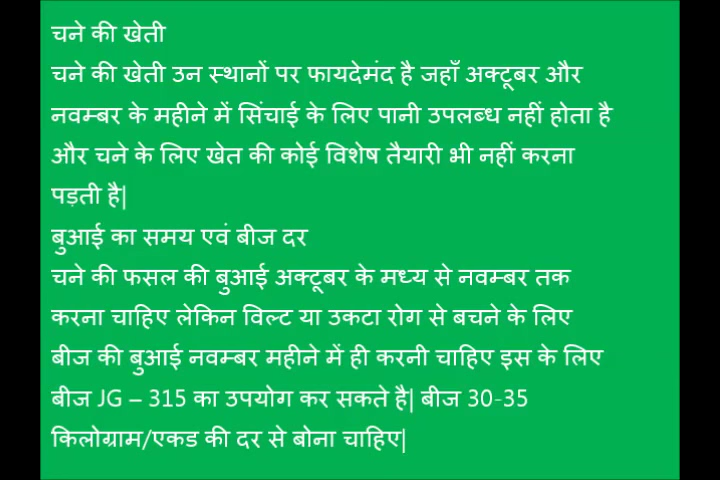 चने की खेती
चने की खेती उन स्थानों पर फायदेमंद है जहाँ अक्टूबर और
नवम्बर के महीने में सिंचाई के लिए पानी उपलब्ध नहीं होता है
और चने के लिए खेत की कोई विशेष तैयारी भी नहीं करना
पड़ती है|
बुआई का समय एवं बीज दर
चने की फसल की बुआई अक्टूबर के मध्य से नवम्बर तक
करना चाहिए लेकिन विल्ट या उकटा रोग से बचने के लिए
बीज की बुआई नवम्बर महीने में ही करनी चाहिए इस के लिए
बीज JG – 315 का उपयोग कर सकते है| बीज 30-35
किलोग्राम/एकड की दर से बोना चाहिए|